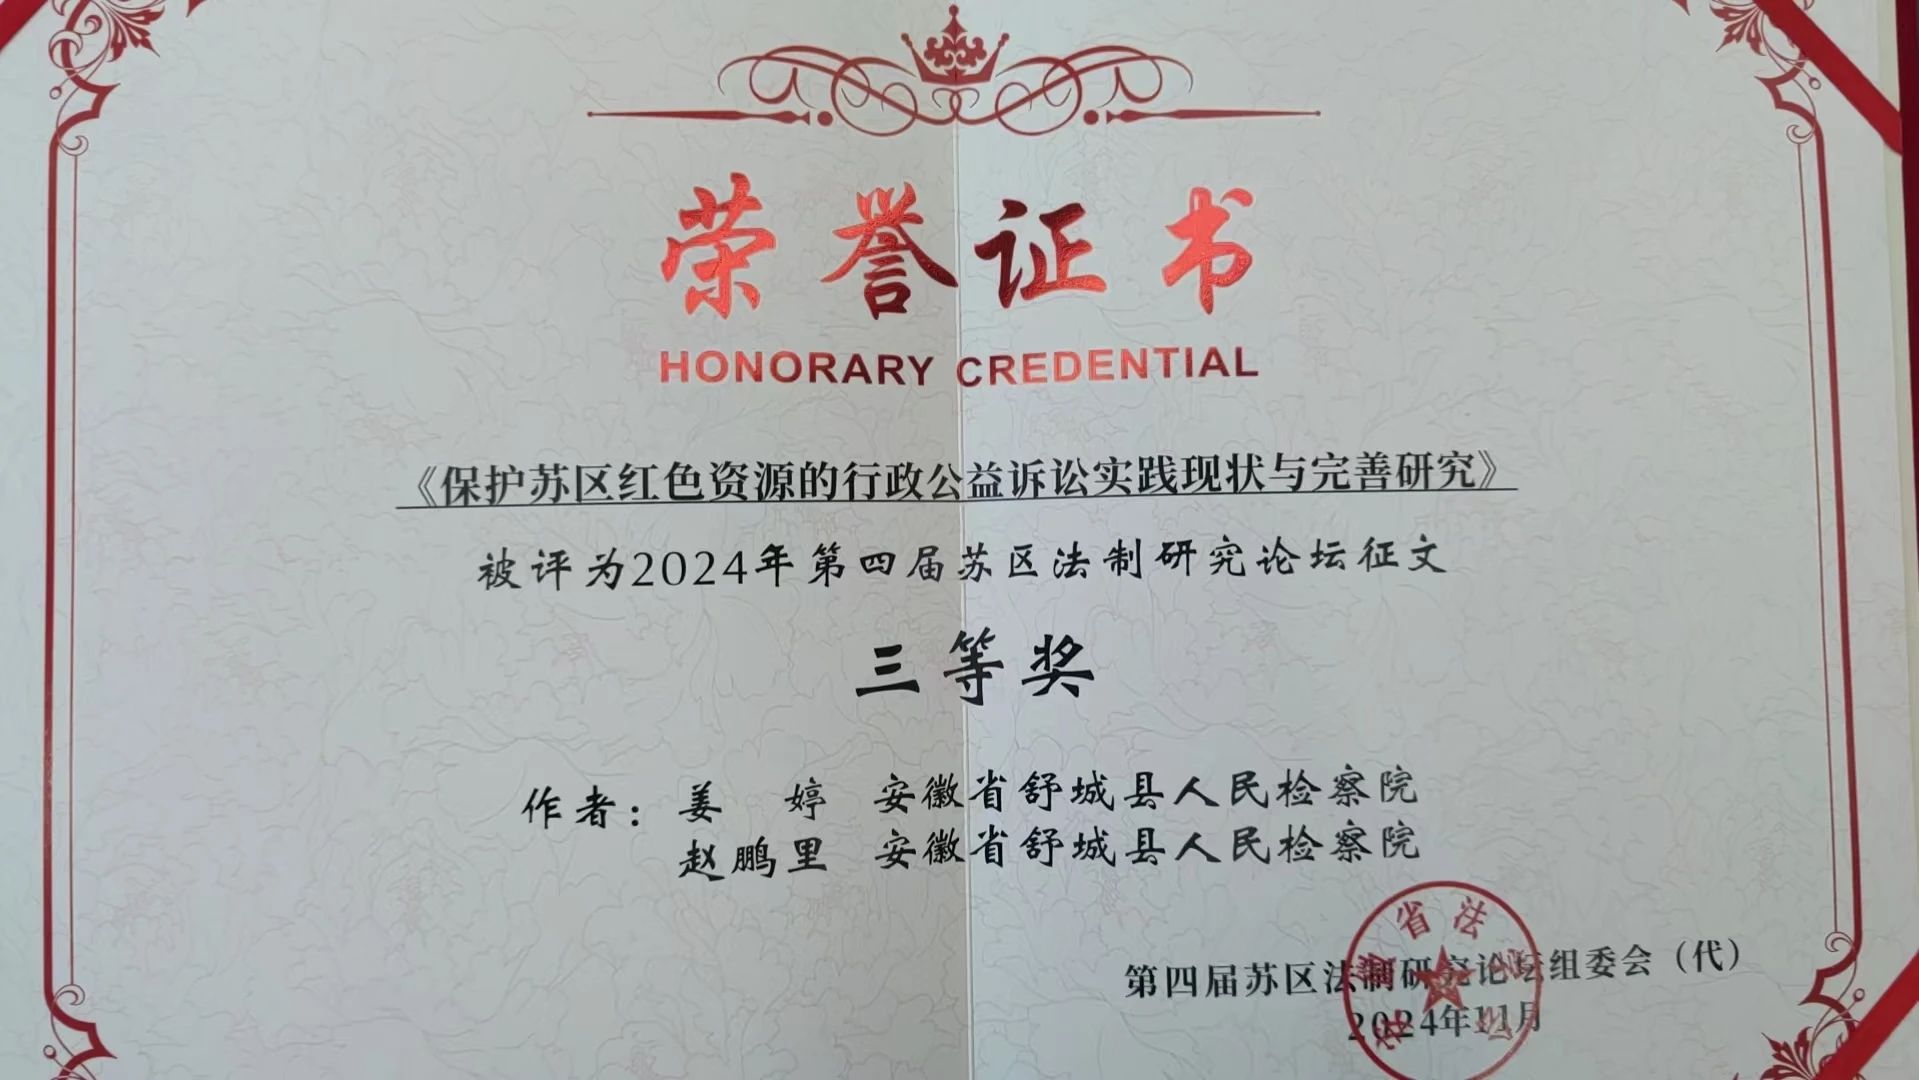 荣誉证书
HONORARY CREDENTIAL
《保护苏区红色资源的行政公益诉讼实践现状与完善研究》
被评为2024年第四届苏区法制研究论坛征文
三等奖
作者：姜 婷 安徽省舒城县人民检察院
赵鹏里 安徽省舒城县人民检察院
省法
第四届苏区法制研究论坛组委会（代）
2024年11月